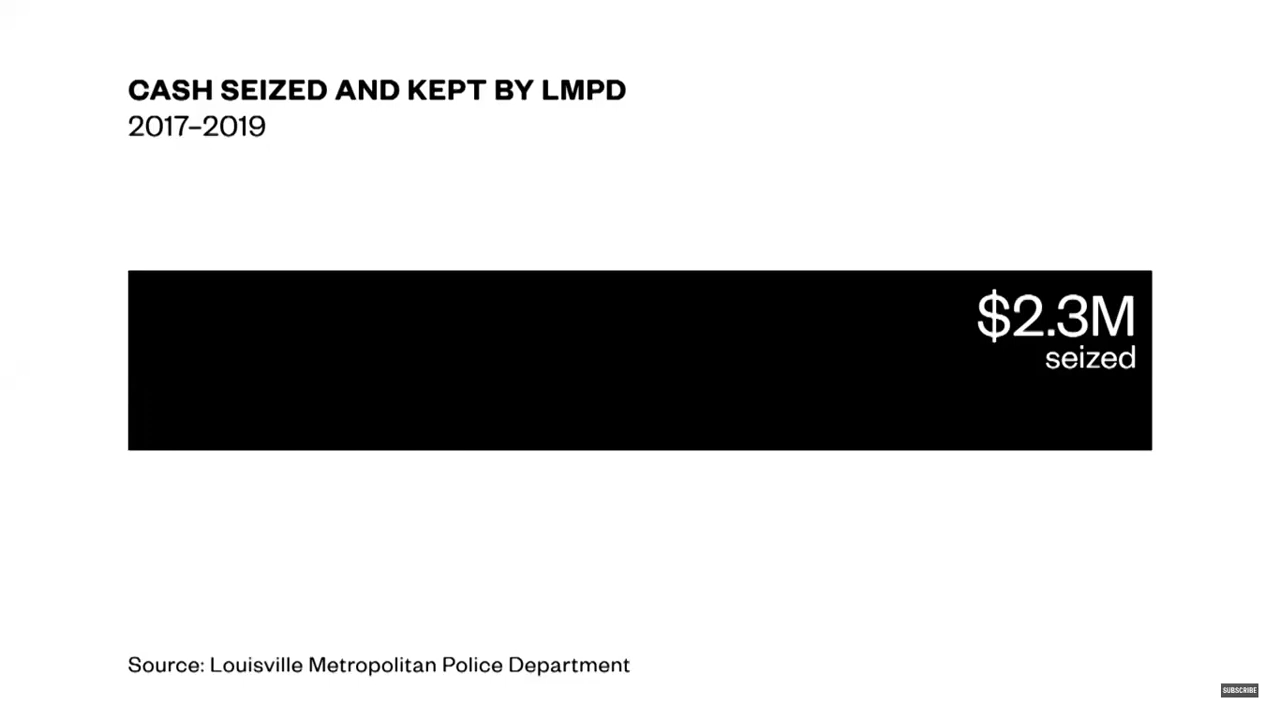 CASH SEIZED AND KEPT BY LMPD
2017–2019
$2.3M
seized
Source: Louisville Metropolitan Police Department
SUBSCRIBE